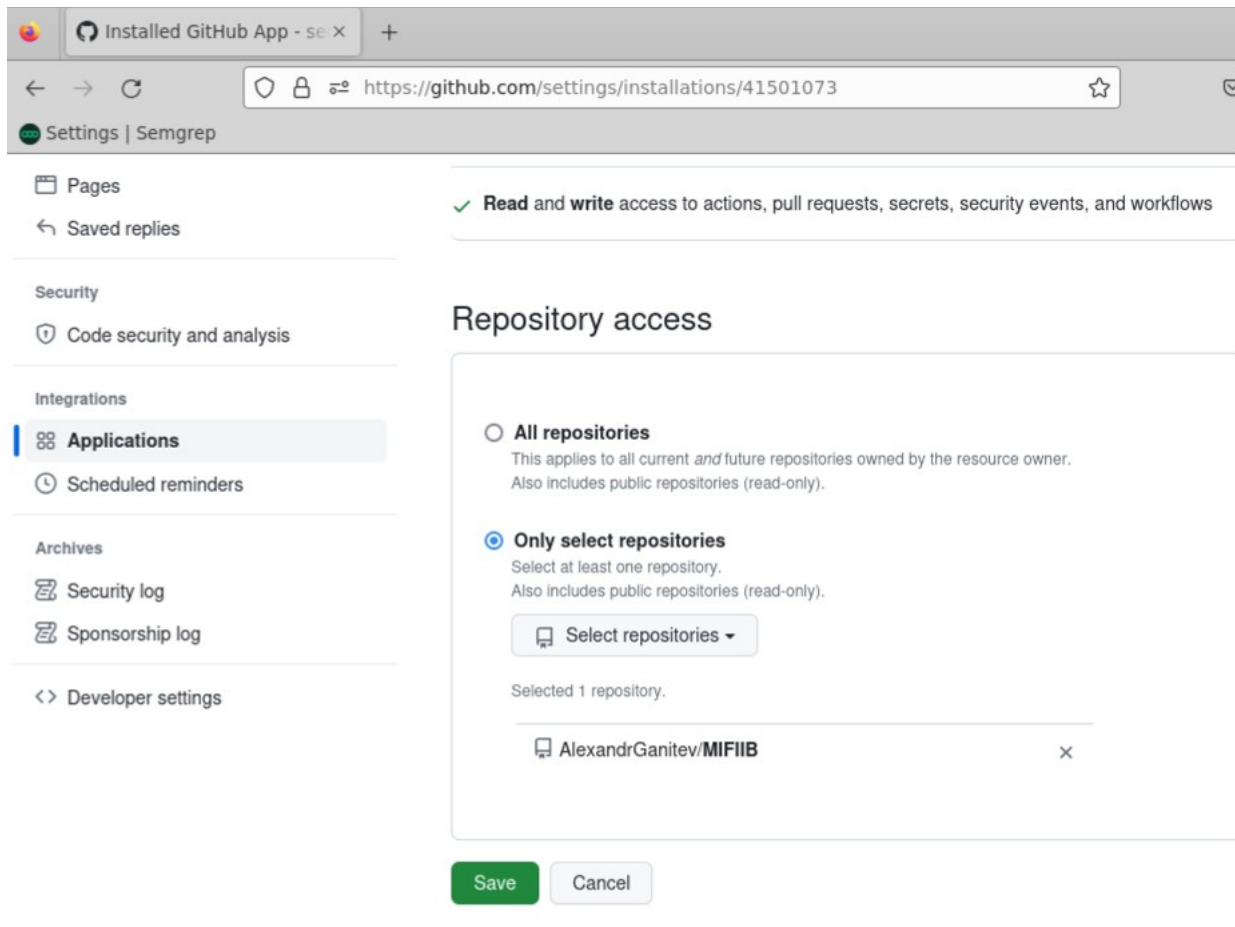 Installed GitHub App - se
https://github.com/settings/installations/41501073
Settings | Semgrep
Pages
Saved replies
Security
Code security and analysis
Integrations
Applications
Scheduled reminders
Archives
Security log
Sponsorship log
Developer settings
Read and write access to actions, pull requests, secrets, security events, and workflows
Repository access
All repositories
This applies to all current and future repositories owned by the resource owner.
Also includes public repositories (read-only).
Only select repositories
Select at least one repository.
Also includes public repositories (read-only).
Select repositories
Selected 1 repository.
AlexandrGanitev/MIFIIB
Save
Cancel